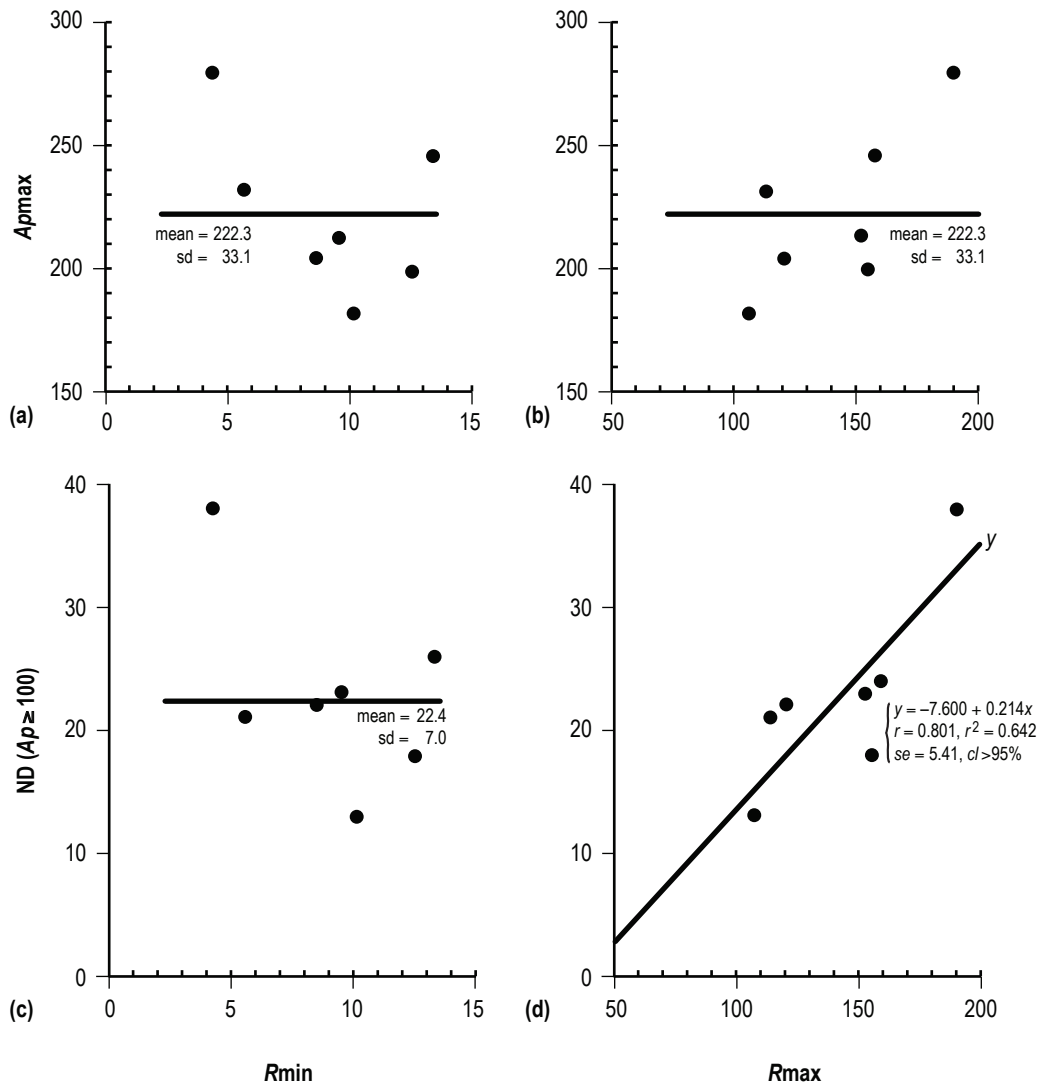 300
250
200
150
Apmax
mean = 222.3
sd = 33.1
(a)
0
5
10
15
300
250
200
150
mean = 222.3
sd = 33.1
(b)
50
100
150
200
40
30
20
10
0
ND (Ap ≥ 100)
mean = 22.4
sd = 7.0
(c)
0
5
10
15
Rmin
40
30
20
10
0
y
y = –7.600 + 0.214x
r = 0.801, r² = 0.642
se = 5.41, cl >95%
(d)
50
100
150
200
Rmax